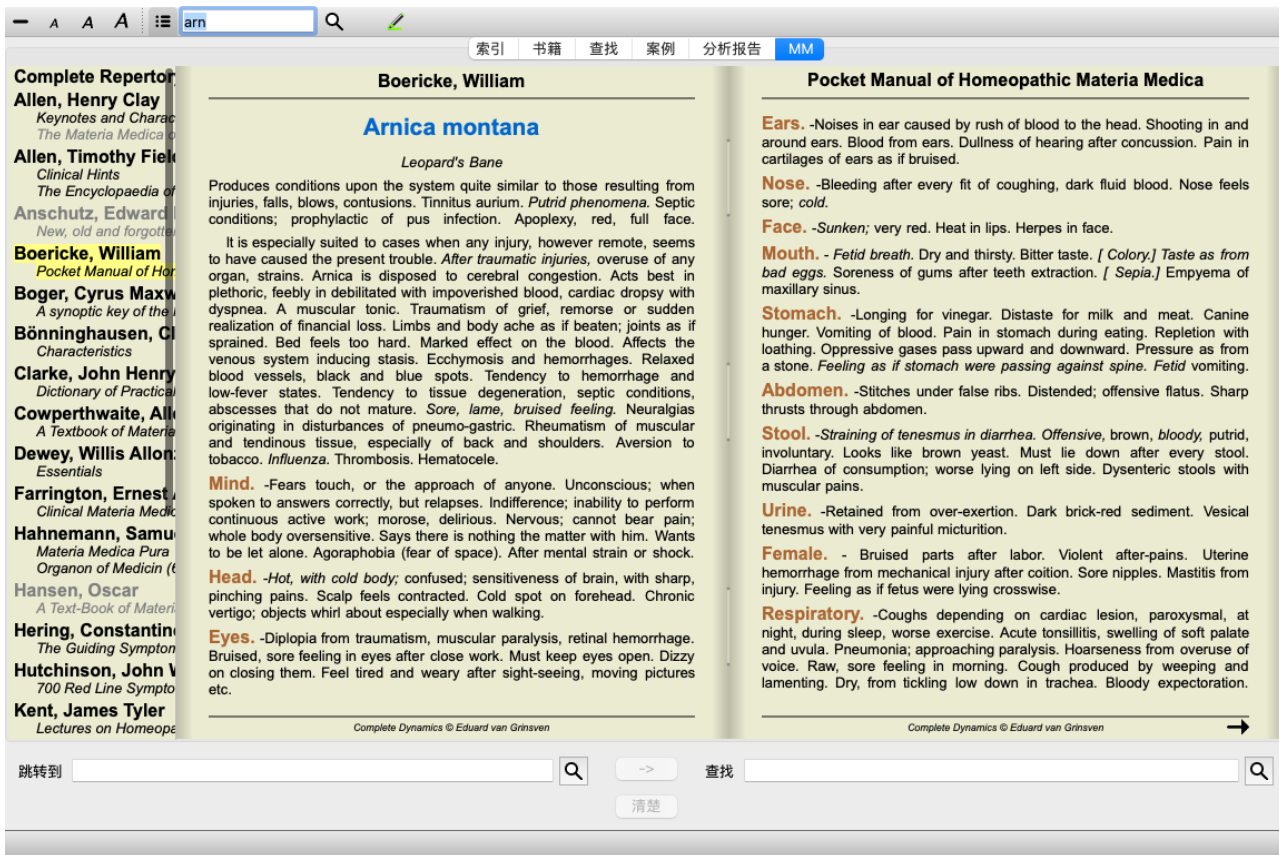 A A A arn
索引 书籍 查找 案例 分析报告 MM
Complete Repertor
Allen, Henry Clay
Keynotes and Charac
The Materia Medica o
Allen, Timothy Field
Clinical Hints
The Encyclopaedia of
Anschutz, Edward
New, old and forgotte
Boericke, William
Pocket Manual of Hom
Boger, Cyrus Maxw
A synoptic key of the
Bönninghausen, Cl
Characteristics
Clarke, John Henry
Dictionary of Practical
Cowperthwaite, Alle
A Textbook of Materia
Dewey, Willis Allonz
Essentials
Farrington, Ernest A
Clinical Materia Medic
Hahnemann, Samue
Materia Medica Pura
Organon of Medicin (6
Hansen, Oscar
A Text-Book of Materi
Hering, Constantine
The Guiding Symptom
Hutchinson, John W
700 Red Line Sympto
Kent, James Tyler
Lectures on Homeopa
Boericke, William
Arnica montana
Leopard's Bane
Produces conditions upon the system quite similar to those resulting from
injuries, falls, blows, contusions. Tinnitus aurium. Putrid phenomena. Septic
conditions; prophylactic of pus infection. Apoplexy, red, full face.
It is especially suited to cases when any injury, however remote, seems
to have caused the present trouble. After traumatic injuries, overuse of any
organ, strains. Arnica is disposed to cerebral congestion. Acts best in
plethoric, feebly in debilitated with impoverished blood, cardiac dropsy with
dyspnea. A muscular tonic. Traumatism of grief, remorse or sudden
realization of financial loss. Limbs and body ache as if beaten; joints as if
sprained. Bed feels too hard. Marked effect on the blood. Affects the
venous system inducing stasis. Ecchymosis and hemorrhages. Relaxed
blood vessels, black and blue spots. Tendency to hemorrhage and
low-fever states. Tendency to tissue degeneration, septic conditions,
abscesses that do not mature. Sore, lame, bruised feeling. Neuralgias
originating in disturbances of pneumo-gastric. Rheumatism of muscular
and tendinous tissue, especially of back and shoulders. Aversion to
tobacco. Influenza. Thrombosis. Hematocele.
Mind. -Fears touch, or the approach of anyone. Unconscious; when
spoken to answers correctly, but relapses. Indifference; inability to perform
continuous active work; morose, delirious. Nervous; cannot bear pain;
whole body oversensitive. Says there is nothing the matter with him. Wants
to be let alone. Agoraphobia (fear of space). After mental strain or shock.
Head. -Hot, with cold body; confused; sensitiveness of brain, with sharp,
pinching pains. Scalp feels contracted. Cold spot on forehead. Chronic
vertigo; objects whirl about especially when walking.
Eyes. -Diplopia from traumatism, muscular paralysis, retinal hemorrhage.
Bruised, sore feeling in eyes after close work. Must keep eyes open. Dizzy
on closing them. Feel tired and weary after sight-seeing, moving pictures
etc.
Complete Dynamics © Eduard van Grinsven
Pocket Manual of Homeopathic Materia Medica
Ears. -Noises in ear caused by rush of blood to the head. Shooting in and
around ears. Blood from ears. Dullness of hearing after concussion. Pain in
cartilages of ears as if bruised.
Nose. -Bleeding after every fit of coughing, dark fluid blood. Nose feels
sore; cold.
Face. -Sunken; very red. Heat in lips. Herpes in face.
Mouth. - Fetid breath. Dry and thirsty. Bitter taste. [ Colory.] Taste as from
bad eggs. Soreness of gums after teeth extraction. [ Sepia.] Empyema of
maxillary sinus.
Stomach. -Longing for vinegar. Distaste for milk and meat. Canine
hunger. Vomiting of blood. Pain in stomach during eating. Repletion with
loathing. Oppressive gases pass upward and downward. Pressure as from
a stone. Feeling as if stomach were passing against spine. Fetid vomiting.
Abdomen. -Stitches under false ribs. Distended; offensive flatus. Sharp
thrusts through abdomen.
Stool. -Straining of tenesmus in diarrhea. Offensive, brown, bloody, putrid,
involuntary. Looks like brown yeast. Must lie down after every stool.
Diarrhea of consumption; worse lying on left side. Dysenteric stools with
muscular pains.
Urine. -Retained from over-exertion. Dark brick-red sediment. Vesical
tenesmus with very painful micturition.
Female. - Bruised parts after labor. Violent after-pains. Uterine
hemorrhage from mechanical injury after coition. Sore nipples. Mastitis from
injury. Feeling as if fetus were lying crosswise.
Respiratory. -Coughs depending on cardiac lesion, paroxysmal, at
night, during sleep, worse exercise. Acute tonsillitis, swelling of soft palate
and uvula. Pneumonia; approaching paralysis. Hoarseness from overuse of
voice. Raw, sore feeling in morning. Cough produced by weeping and
lamenting. Dry, from tickling low down in trachea. Bloody expectoration.
Complete Dynamics © Eduard van Grinsven
跳转到 -> 查找
清楚